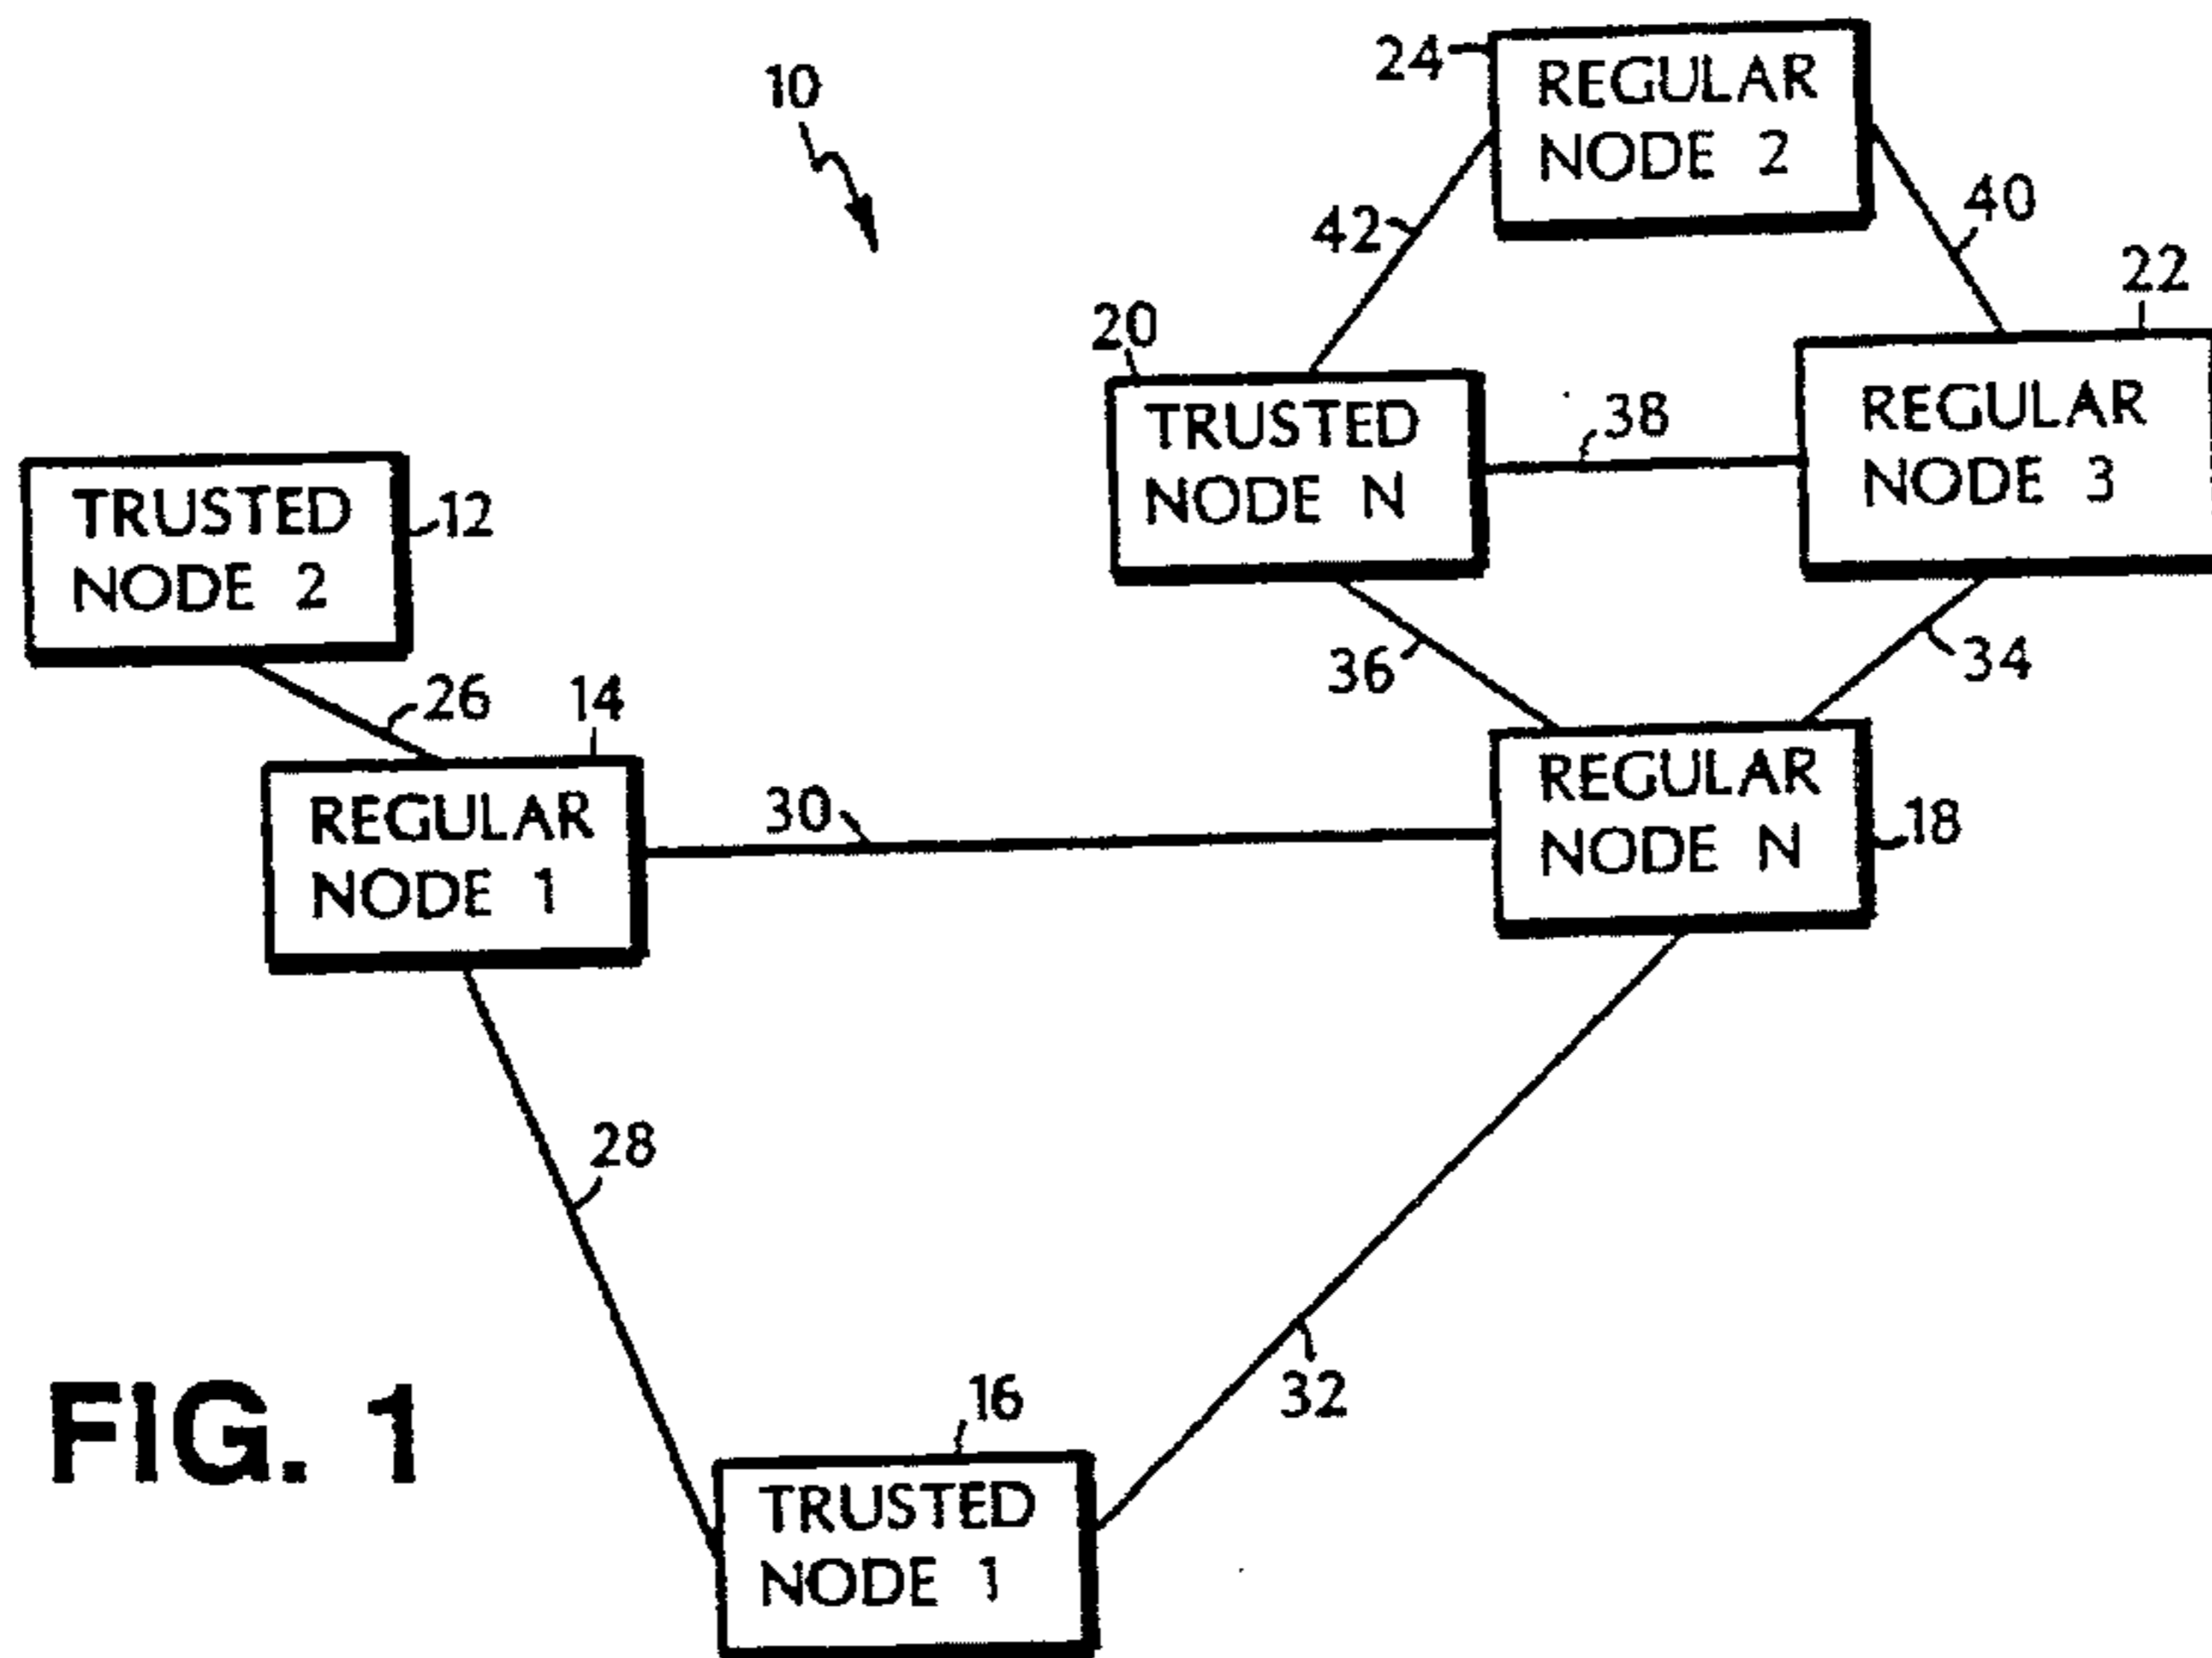 24
REGULAR
NODE 2
10
42
40
22
20
TRUSTED
NODE N
38
REGULAR
NODE 3
TRUSTED
NODE 2
12
36
34
26
14
REGULAR
NODE 1
30
REGULAR
NODE N
18
28
32
16
TRUSTED
NODE 1
FIG. 1